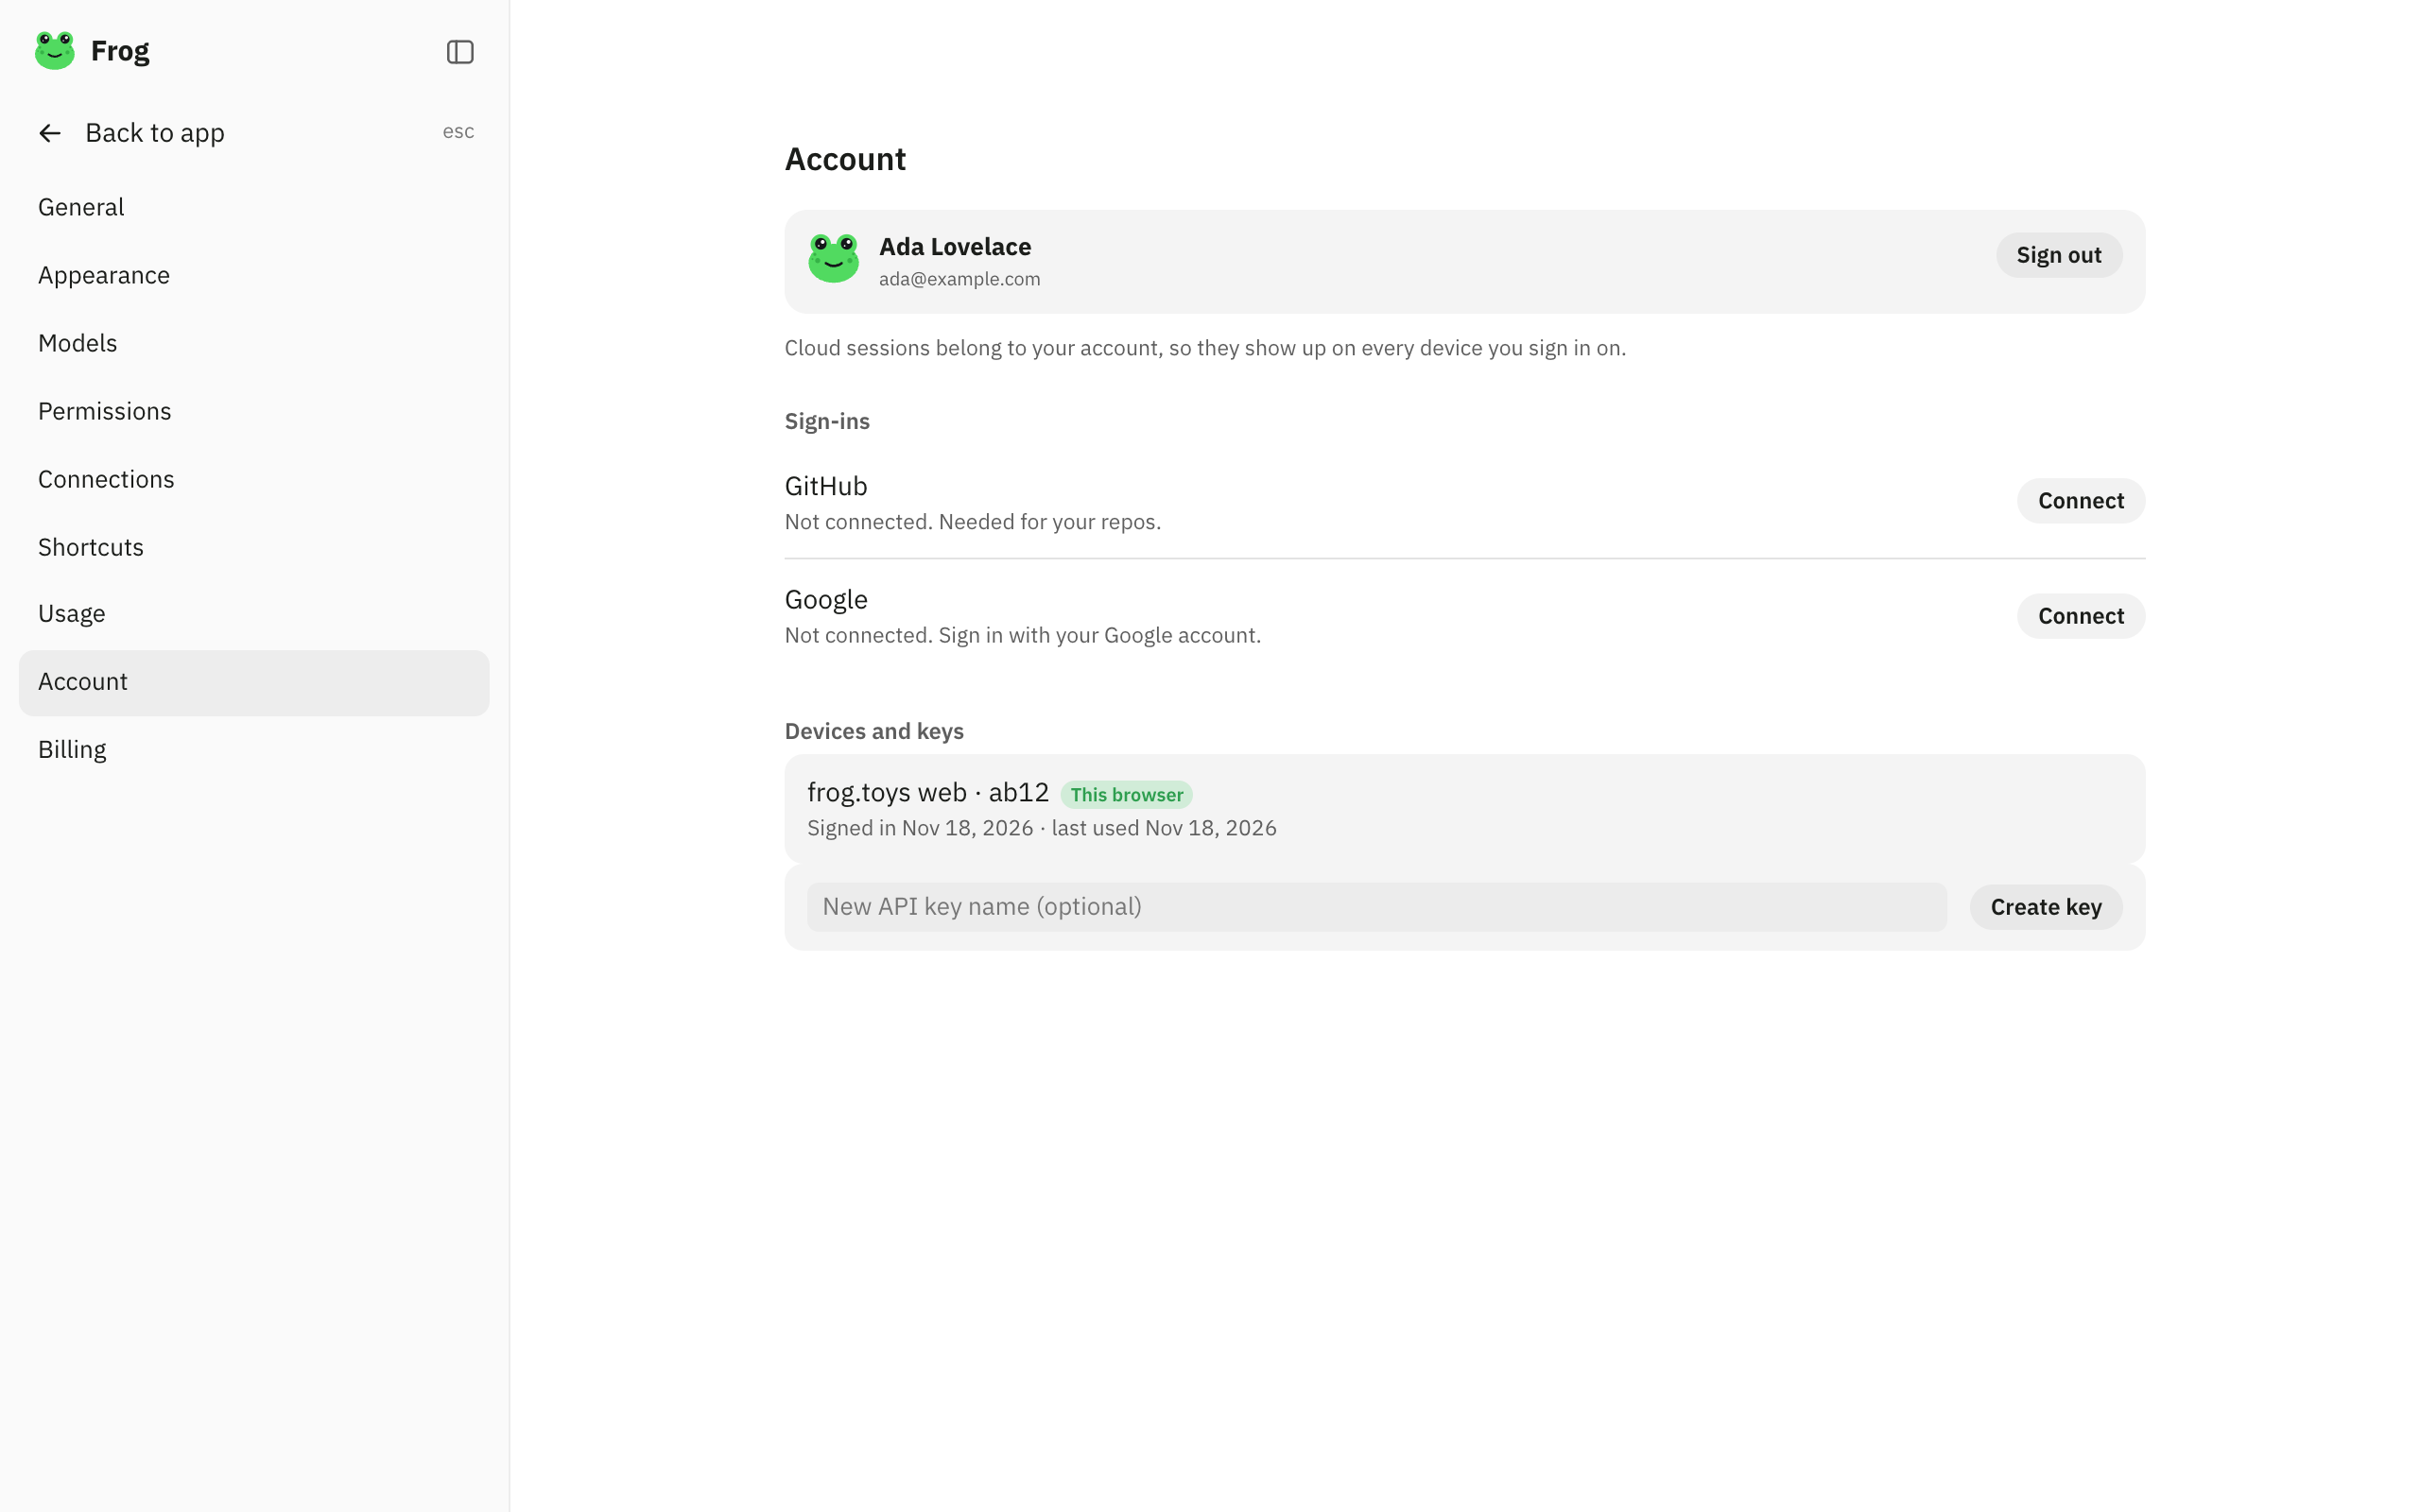 Frog
Back to app
esc
General
Appearance
Models
Permissions
Connections
Shortcuts
Usage
Account
Billing
Account
Ada Lovelace
ada@example.com
Sign out
Cloud sessions belong to your account, so they show up on every device you sign in on.
Sign-ins
GitHub
Not connected. Needed for your repos.
Connect
Google
Not connected. Sign in with your Google account.
Connect
Devices and keys
frog.toys web · ab12 This browser
Signed in Nov 18, 2026 · last used Nov 18, 2026
New API key name (optional)
Create key